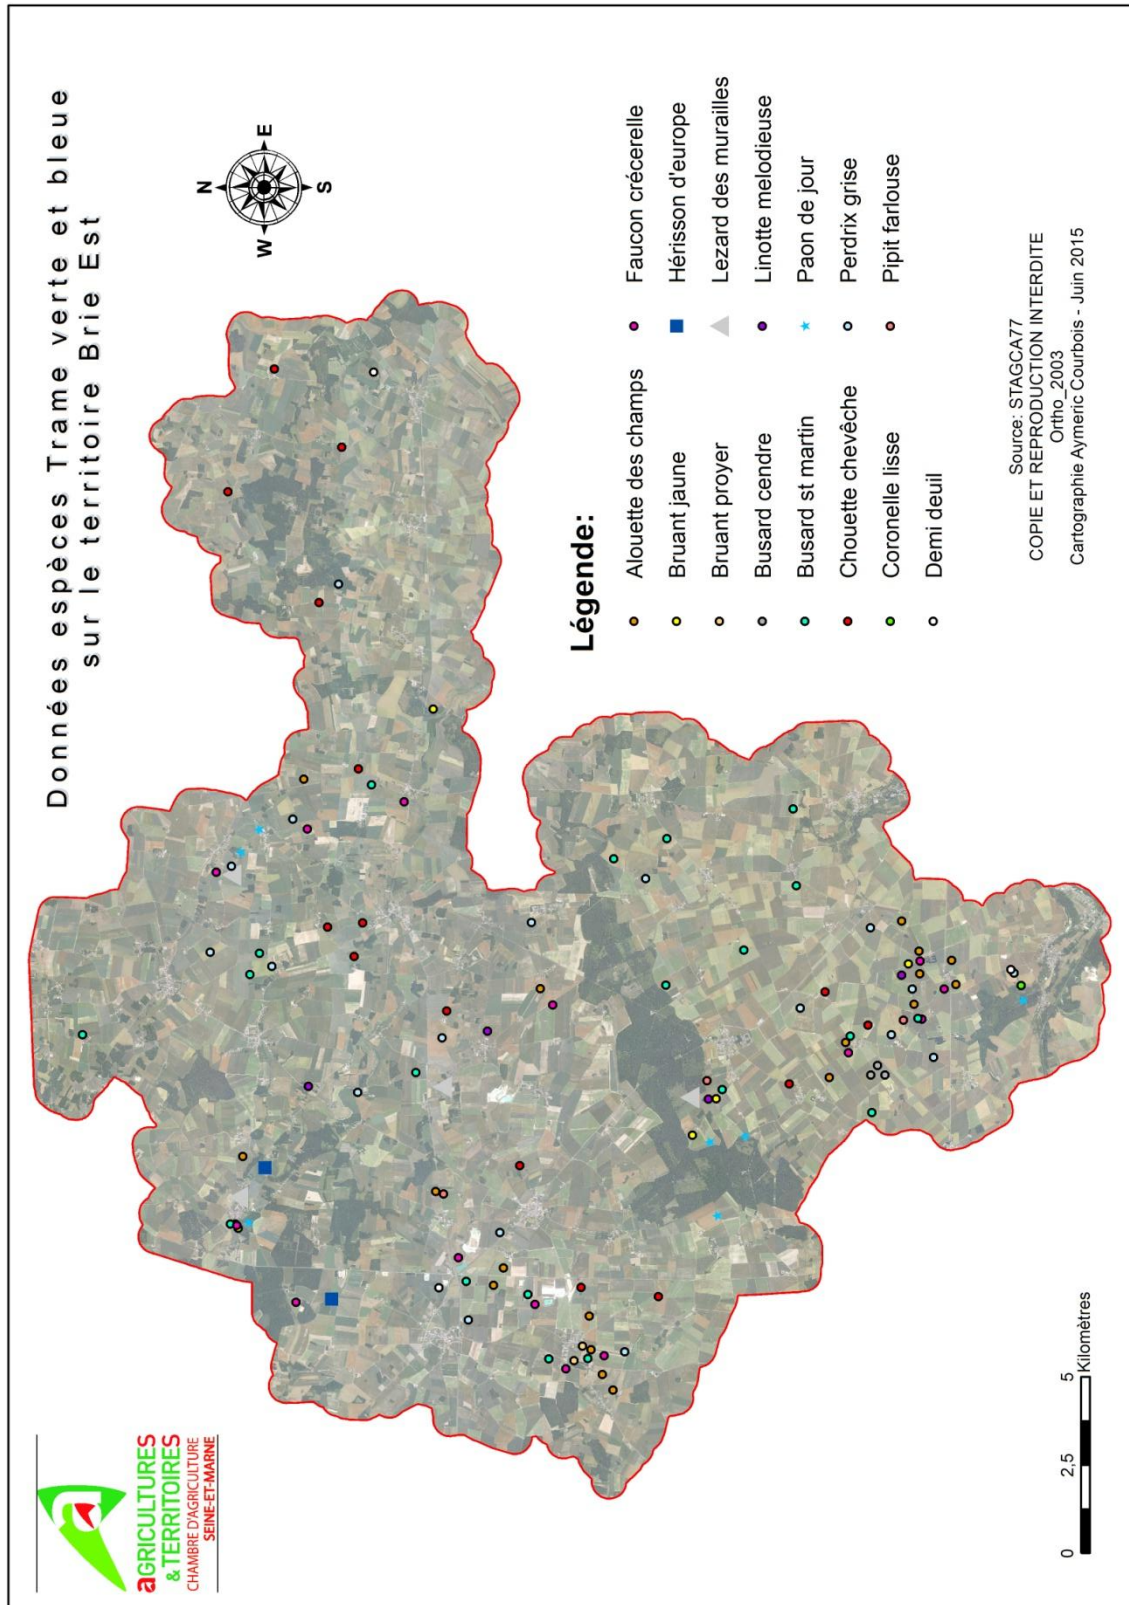 Données espèces Trame verte et bleue
sur le territoire Brie Est
N
W
E
S
aGRICULTURES
& TERRITOIRES
CHAMBRE D'AGRICULTURE
SEINE-ET-MARNE
Légende:
Alouette des champs
Bruant jaune
Bruant proyer
Busard cendre
Busard st martin
Chouette chevêche
Coronelle lisse
Demi deuil
Faucon crécerelle
Hérisson d'europe
Lezard des murailles
Linotte melodieuse
Paon de jour
Perdrix grise
Pipit farlouse
0 2,5 5
Kilomètres
Source: STAGCA77
COPIE ET REPRODUCTION INTERDITE
Ortho_2003
Cartographie Aymeric Courbois - Juin 2015